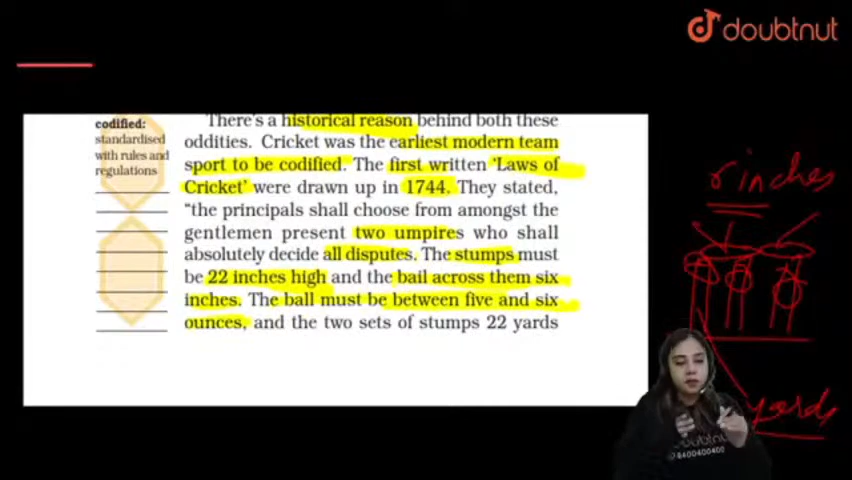 doubtnut
codified:
standardised
with rules and
regulations
There's a historical reason behind both these
oddities. Cricket was the earliest modern team
sport to be codified. The first written 'Laws of
Cricket' were drawn up in 1744. They stated,
"the principals shall choose from amongst the
gentlemen present two umpires who shall
absolutely decide all disputes. The stumps must
be 22 inches high and the bail across them six
inches. The ball must be between five and six
ounces, and the two sets of stumps 22 yards
inches
yards
doubtnut
8400400400